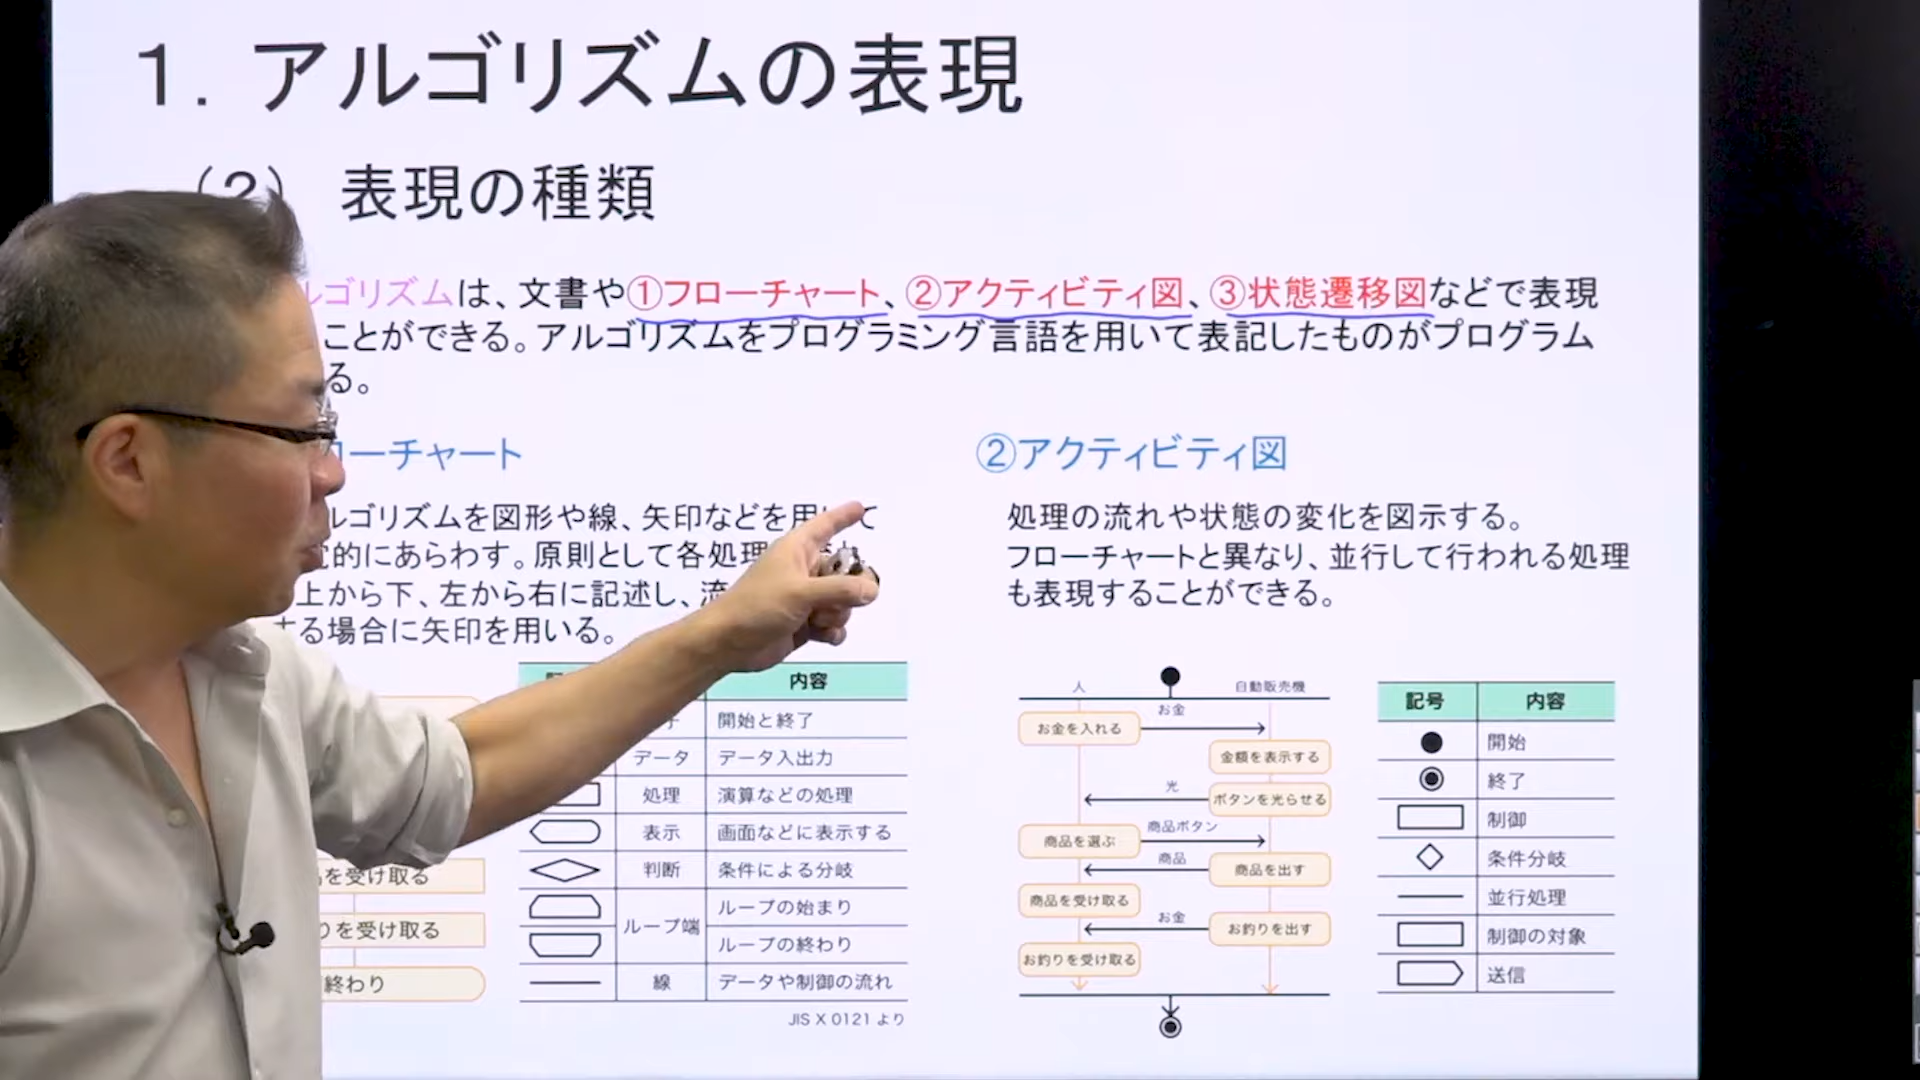 1. アルゴリズムの表現
(2) 表現の種類
ルゴリズムは、文書や①フローチャート、②アクティビティ図、③状態遷移図などで表現
ことができる。アルゴリズムをプログラミング言語を用いて表記したものがプログラム
る。
ローチャート
ルゴリズムを図形や線、矢印などを用いて
的にあらわす。原則として各処理
上から下、左から右に記述し、流
する場合に矢印を用いる。
内容
開始と終了
データ データ入出力
処理 演算などの処理
表示 画面などに表示する
判断 条件による分岐
ループ端 ループの始まり
ループの終わり
線 データや制御の流れ
JIS X 0121 より
を受け取る
りを受け取る
終わり
②アクティビティ図
処理の流れや状態の変化を図示する。
フローチャートと異なり、並行して行われる処理
も表現することができる。
人 自動販売機
お金
お金を入れる
金額を表示する
光
ボタンを光らせる
商品ボタン
商品を選ぶ
商品
商品を出す
商品を受け取る
お金
お釣りを出す
お釣りを受け取る
記号 内容
開始
終了
制御
条件分岐
並行処理
制御の対象
送信